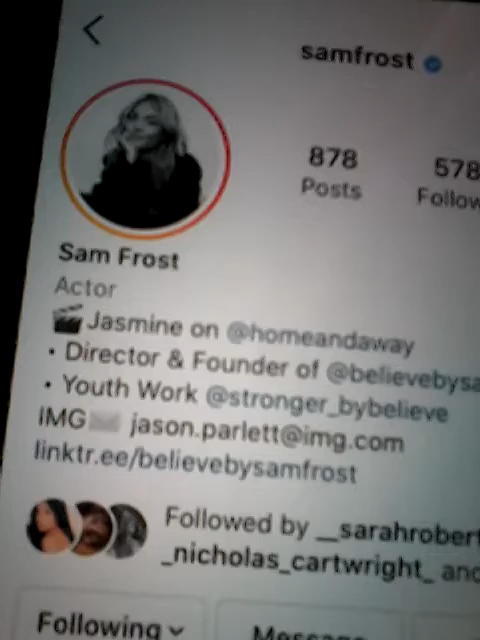 samfrost
878
578
Posts
Follow
Sam Frost
Actor
Jasmine on @homeandaway
• Director & Founder of @believebysa
• Youth Work @stronger_bybelieve
IMG✉️ jason.parlett@img.com
linktr.ee/believebysamfrost
Followed by __sarahrobert
_nicholas_cartwright_ and
Following
Message